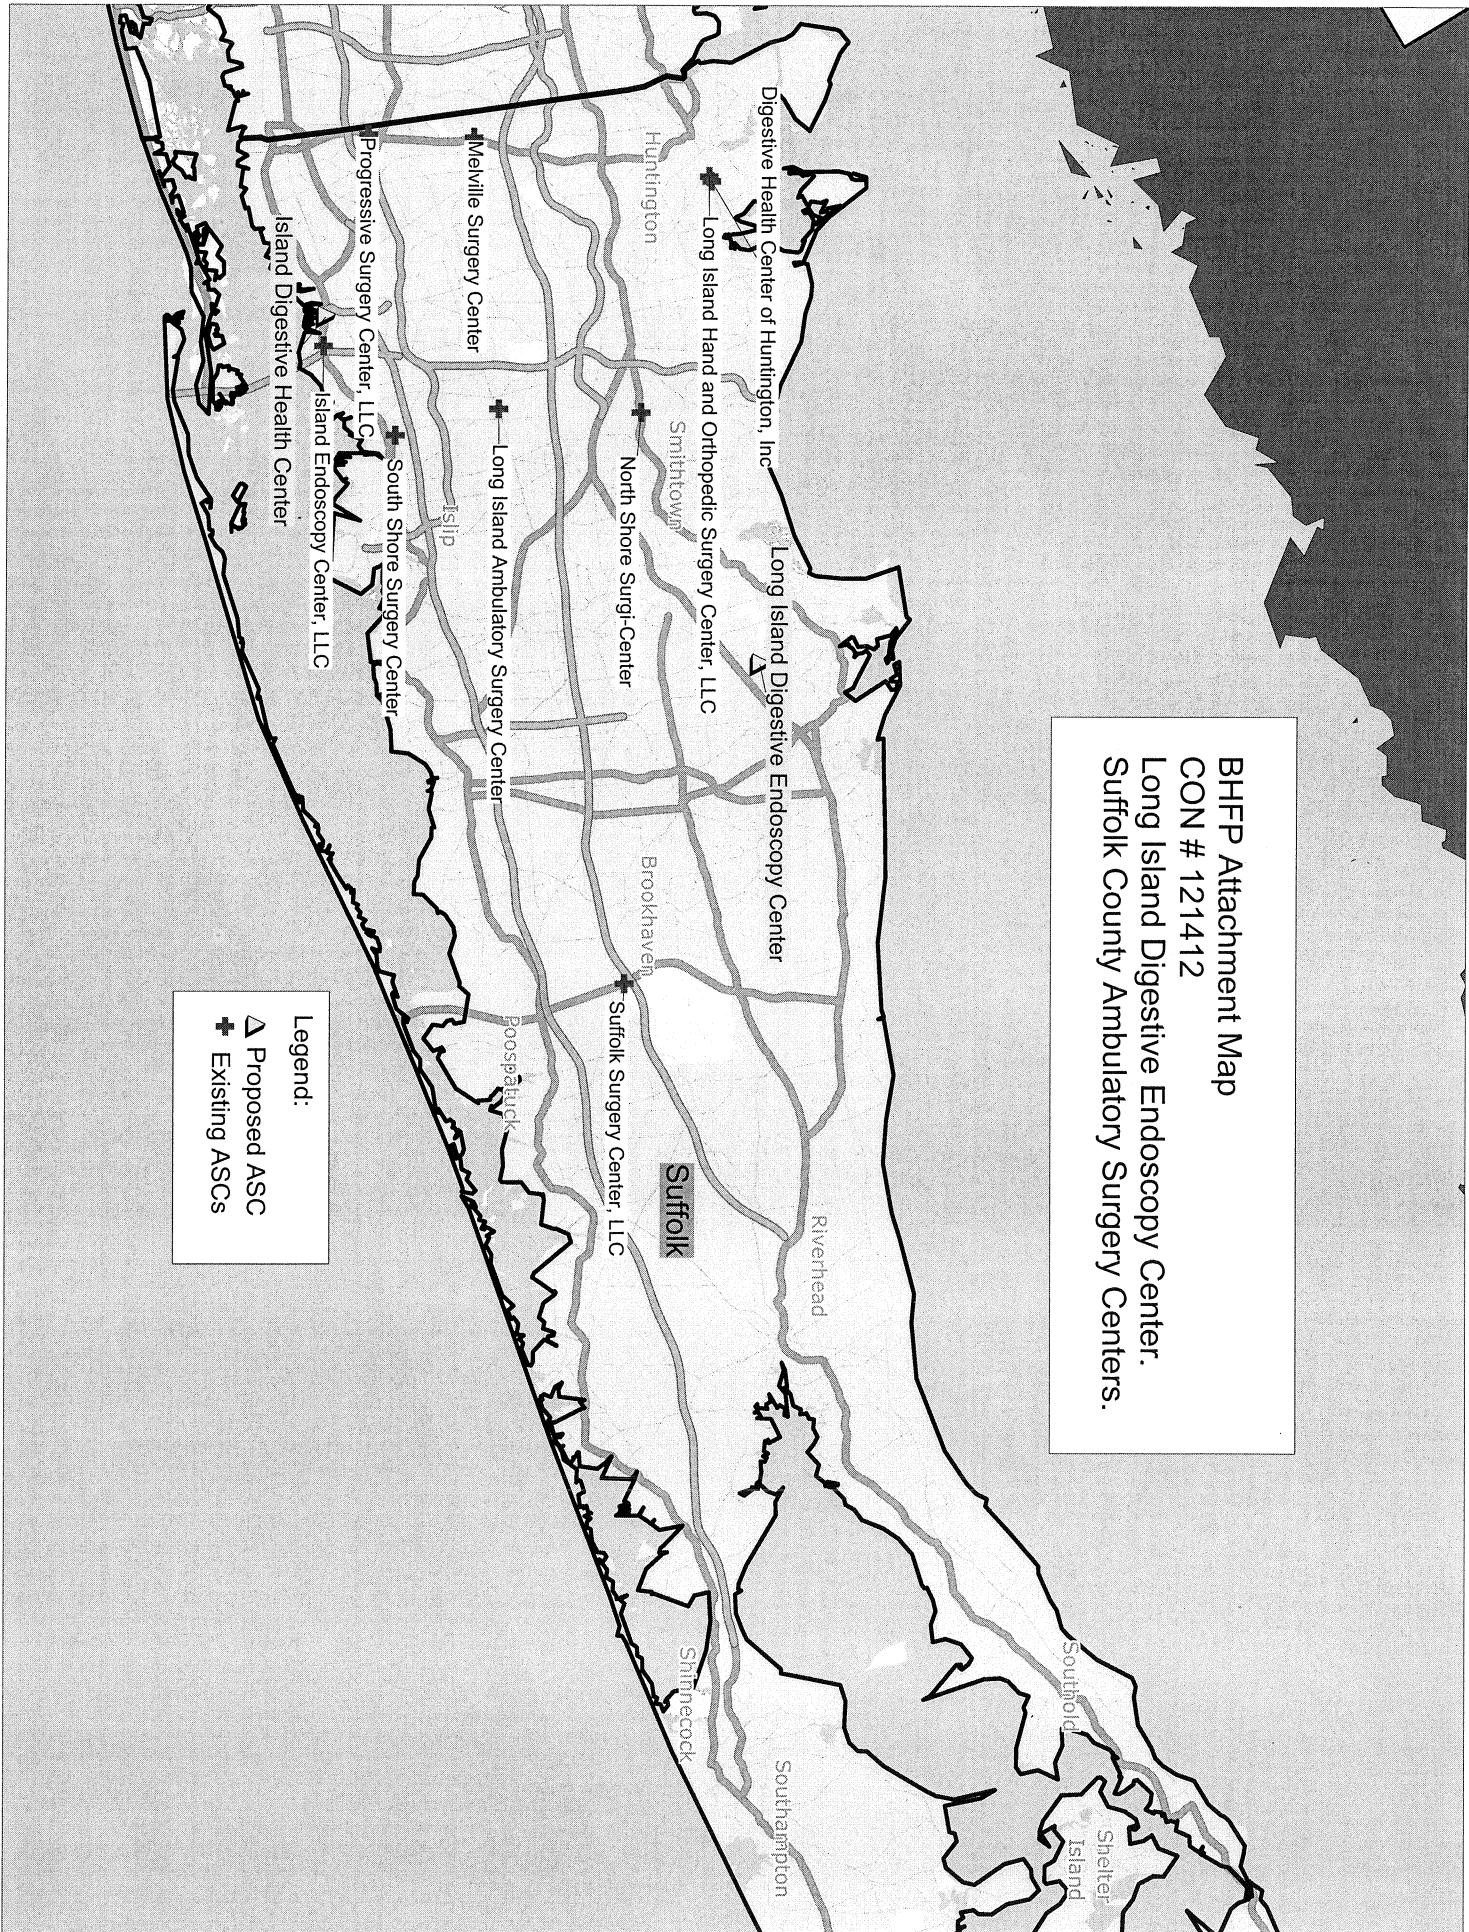 BHFP Attachment Map
CON # 121412
Long Island Digestive Endoscopy Center.
Suffolk County Ambulatory Surgery Centers.
Digestive Health Center of Huntington, Inc
Long Island Hand and Orthopedic Surgery Center, LLC
Huntington
Long Island Digestive Endoscopy Center
Smithtown
North Shore Surgi-Center
Melville Surgery Center
Long Island Ambulatory Surgery Center
Progressive Surgery Center, LLC
Islip
South Shore Surgery Center
Island Endoscopy Center, LLC
Island Digestive Health Center
Brookhaven
Suffolk Surgery Center, LLC
Poospatuck
Suffolk
Riverhead
Southold
Shelter
Island
Shinnecock
Southampton
Legend:
Proposed ASC
Existing ASCs